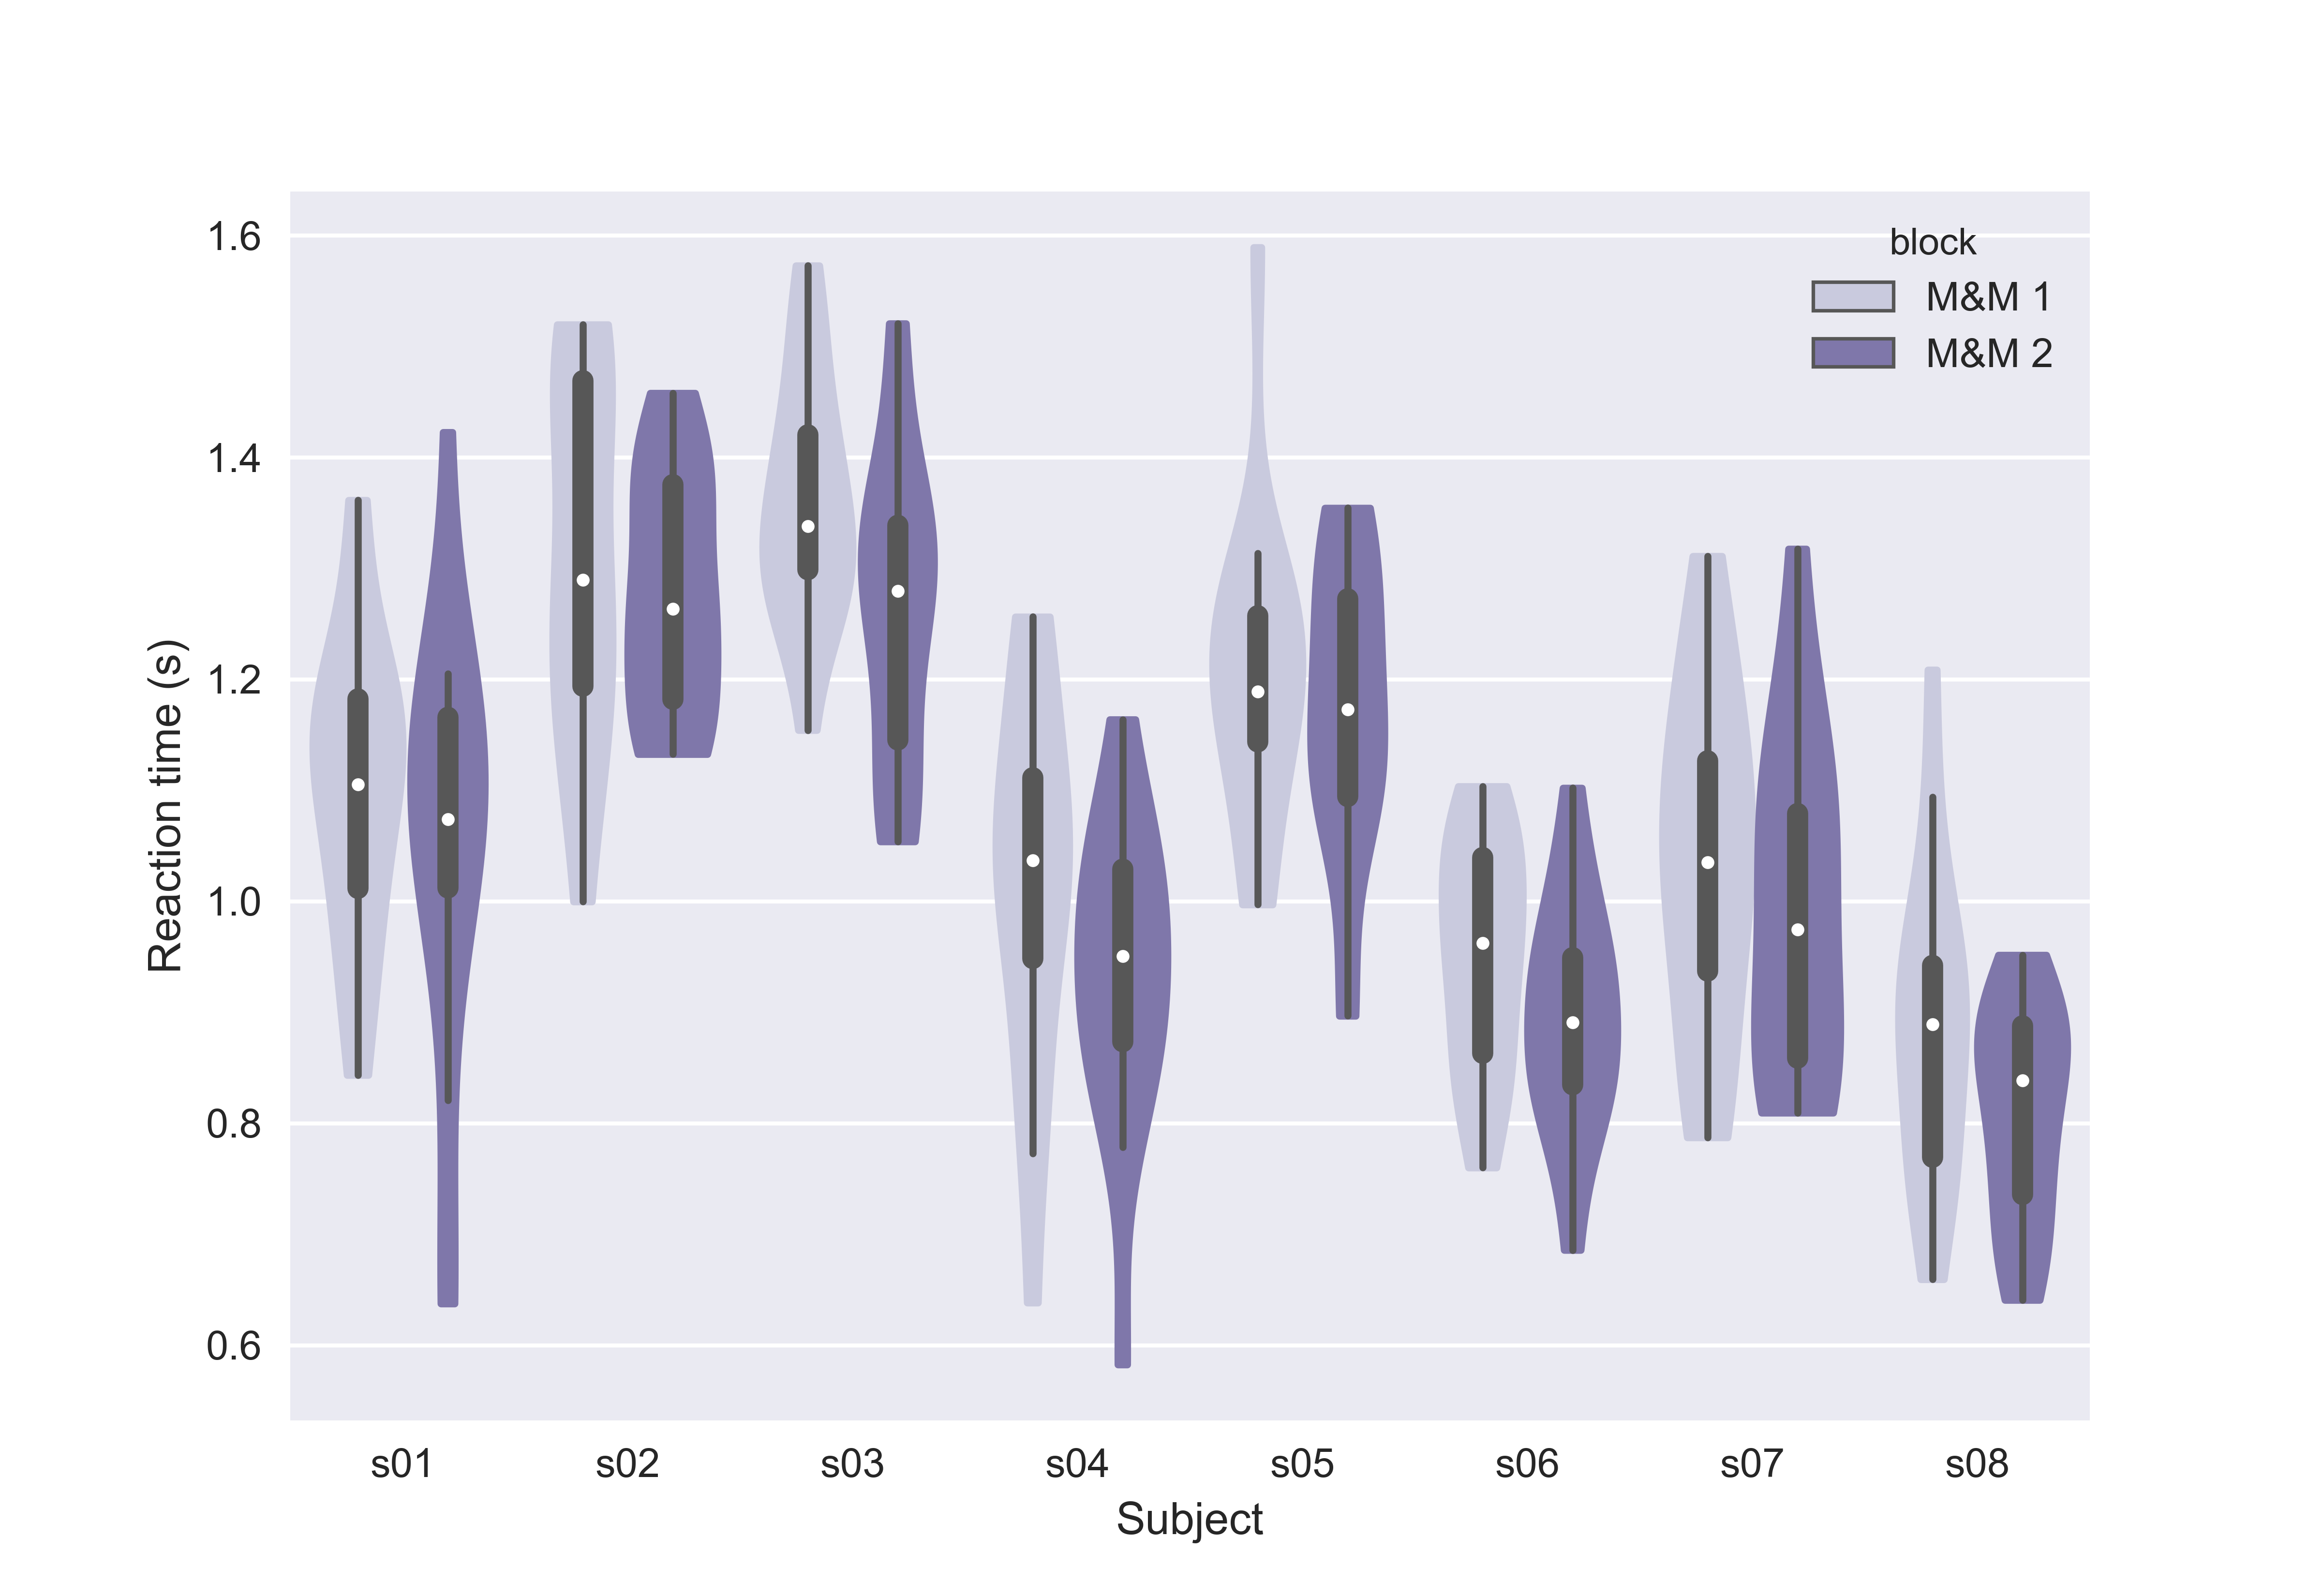 1.6
1.4
1.2
1.0
0.8
0.6
Reaction time (s)
block
M&M 1
M&M 2
s01 s02 s03 s04 s05 s06 s07 s08
Subject